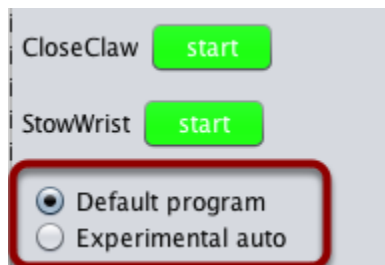 CloseClaw start
StowWrist start
Default program
Experimental auto